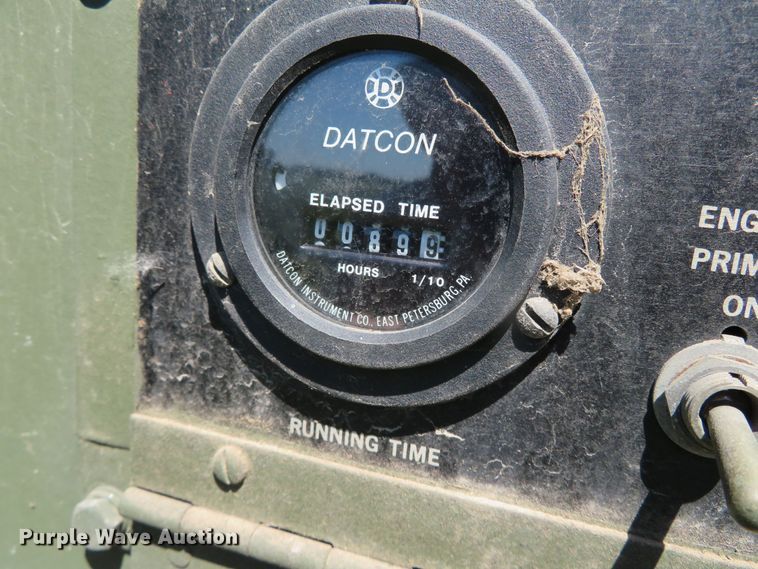 D
DATCON
ELAPSED TIME
00899
HOURS 1/10
DATCON INSTRUMENT CO. EAST PETERSBURG, PA.
RUNNING TIME
ENG
PRIM
ON
Purple Wave Auction